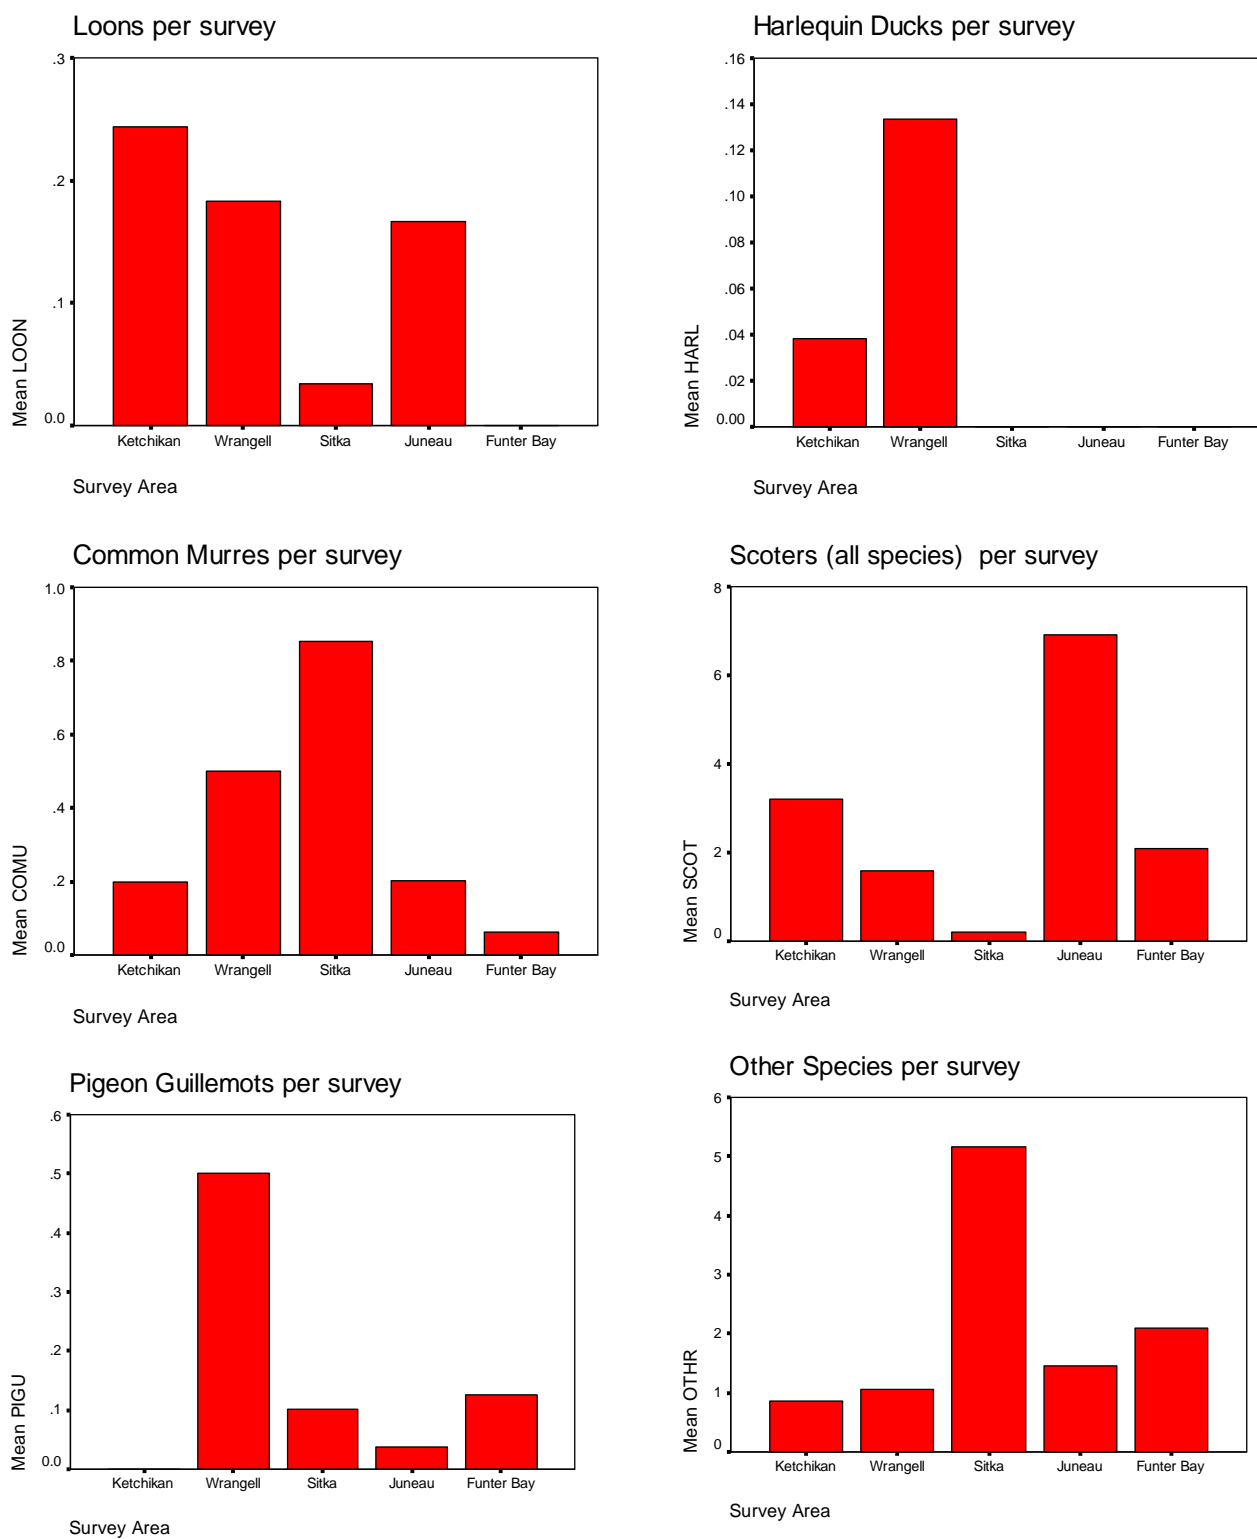 Loons per survey
Mean LOON
.3
.2
.1
0.0
Ketchikan Wrangell Sitka Juneau Funter Bay
Survey Area
Harlequin Ducks per survey
Mean HARL
.16
.14
.12
.10
.08
.06
.04
.02
0.00
Ketchikan Wrangell Sitka Juneau Funter Bay
Survey Area
Common Murres per survey
Mean COMU
1.0
.8
.6
.4
.2
0.0
Ketchikan Wrangell Sitka Juneau Funter Bay
Survey Area
Scoters (all species) per survey
Mean SCOT
8
6
4
2
0
Ketchikan Wrangell Sitka Juneau Funter Bay
Survey Area
Pigeon Guillemots per survey
Mean PIGU
.6
.5
.4
.3
.2
.1
0.0
Ketchikan Wrangell Sitka Juneau Funter Bay
Survey Area
Other Species per survey
Mean OTHR
6
5
4
3
2
1
0
Ketchikan Wrangell Sitka Juneau Funter Bay
Survey Area